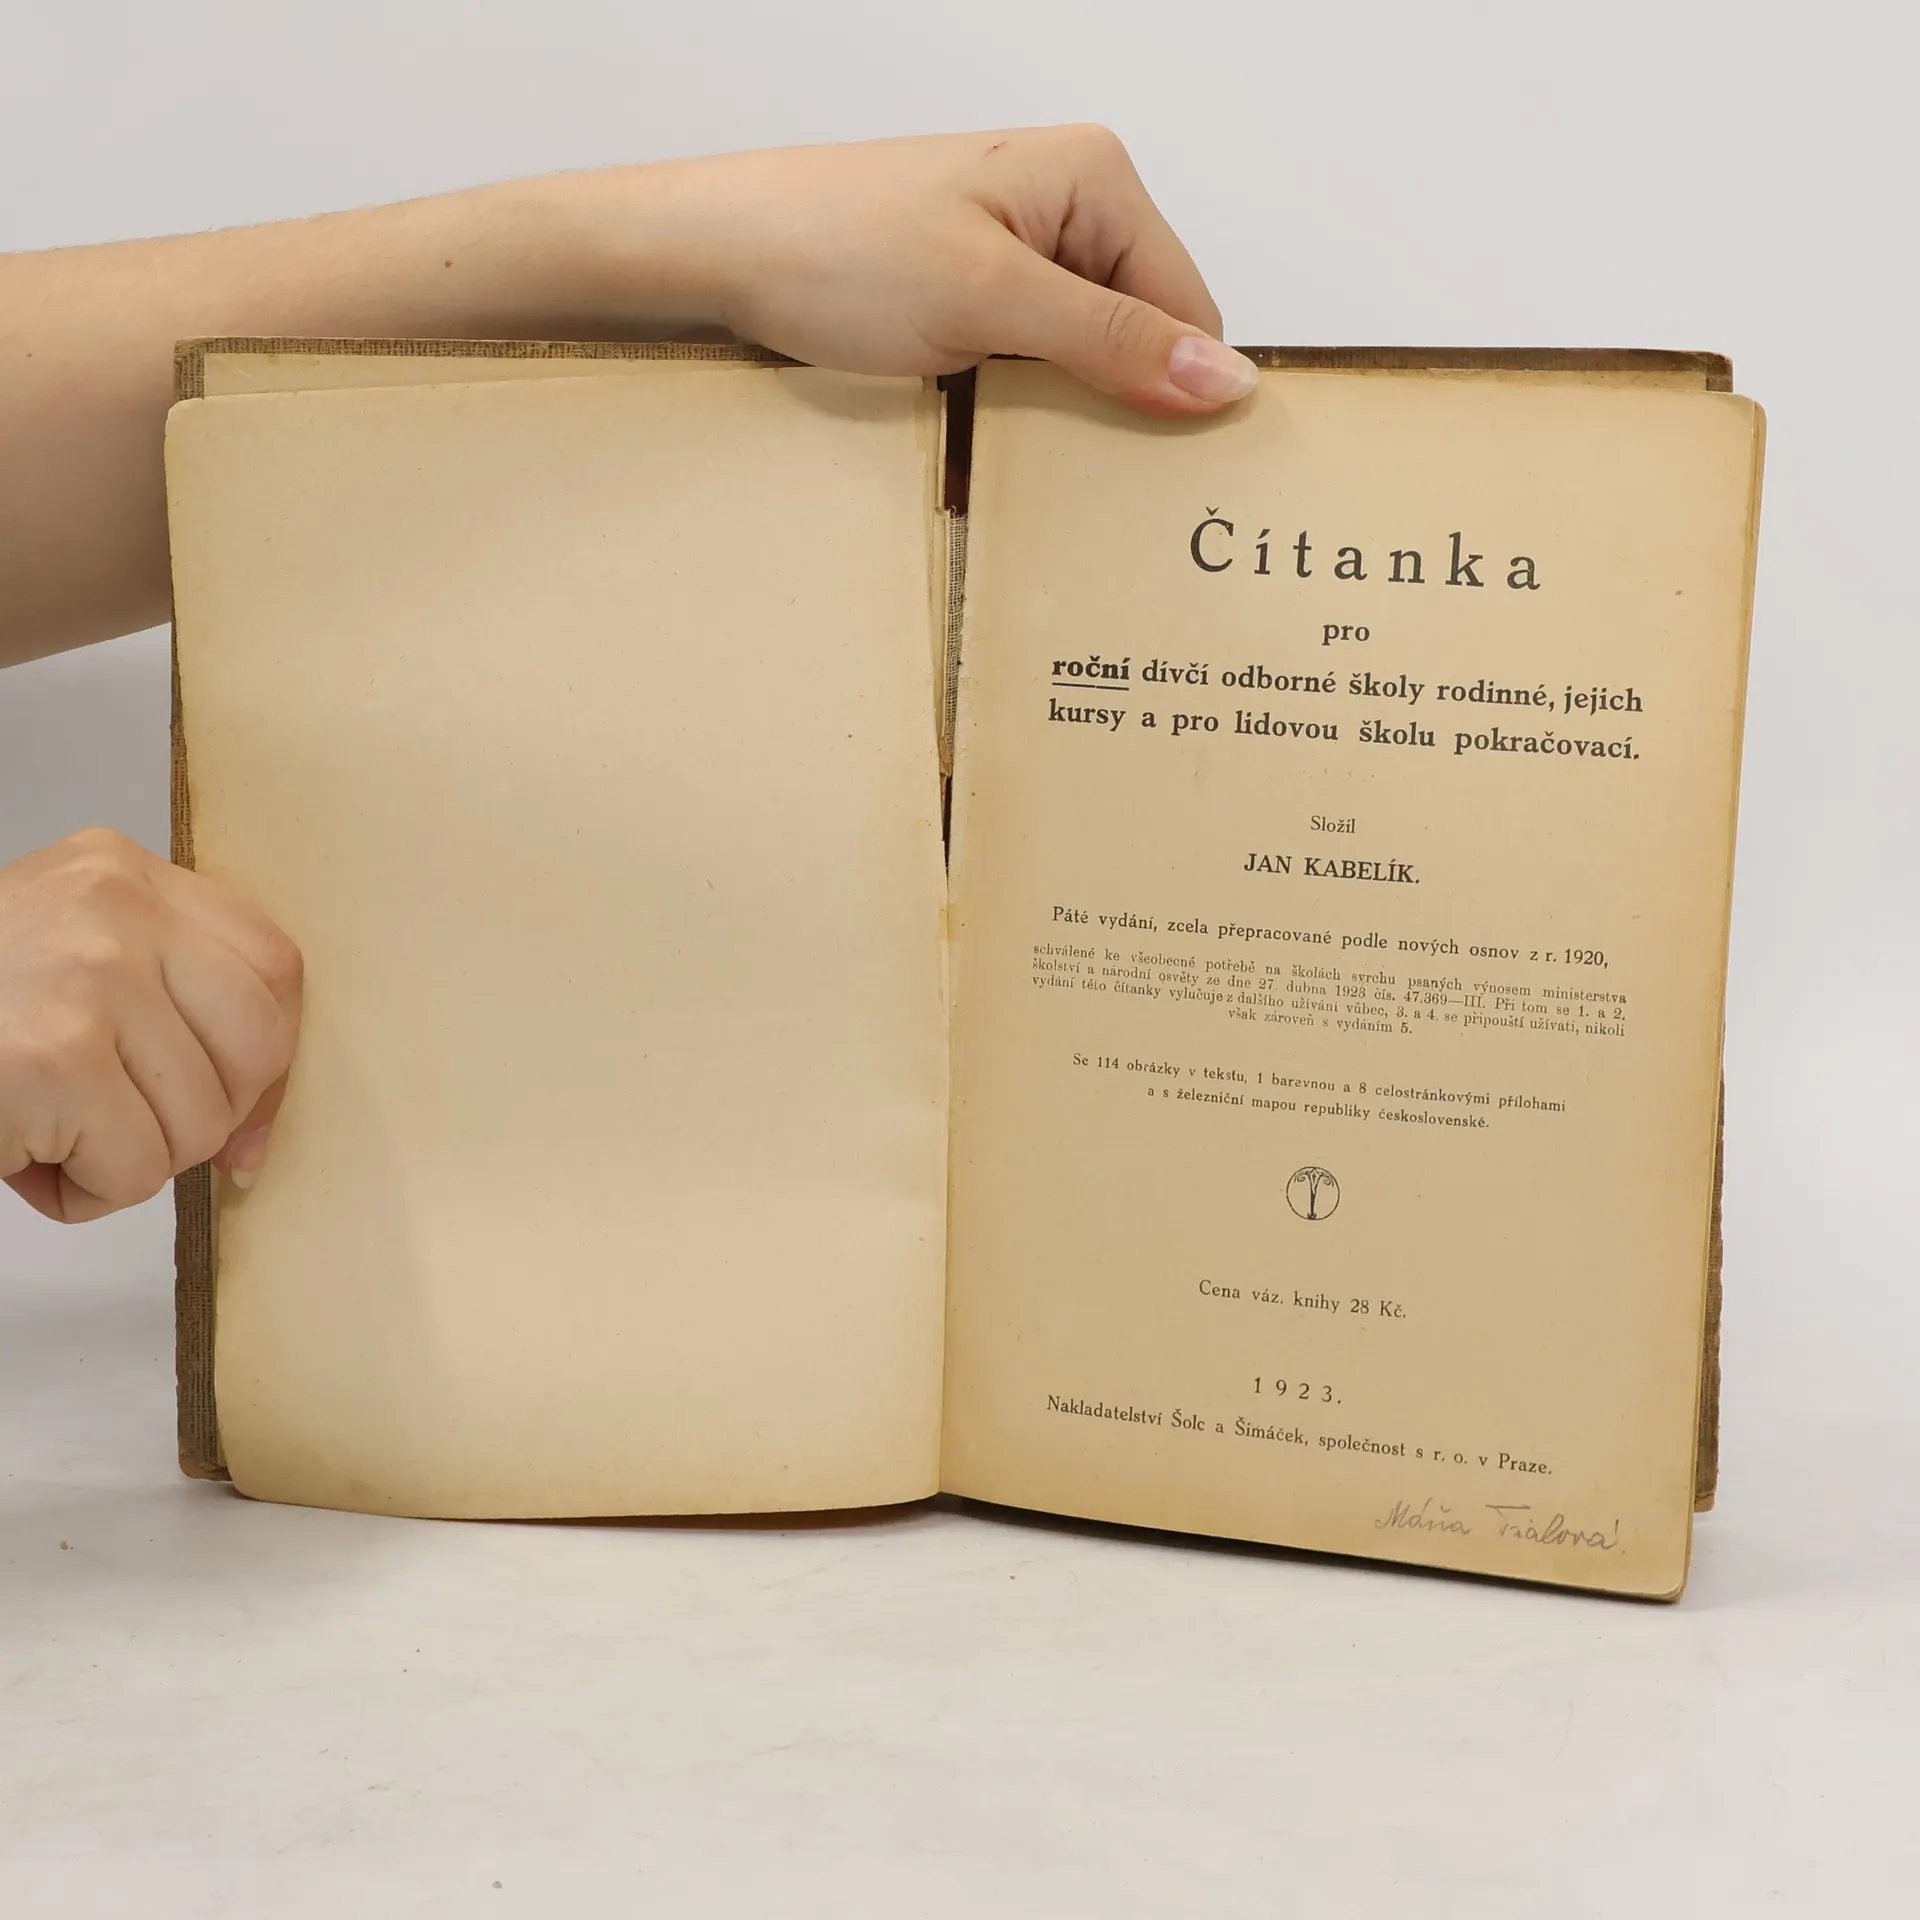 Čítanka
pro
roční dívčí odborné školy rodinné, jejich
kursy a pro lidovou školu pokračovací.
Složil
JAN KABELÍK.
Páté vydání, zcela přepracované podle nových osnov z r. 1920,
schválené ke všeobecné potřebě na školách svrchu psaných výnosem ministerstva
školství a národní osvěty ze dne 27. dubna 1923 čís. 47.369—III. Při tom se 1. a 2.
vydání této čítanky vylučuje z dalšího užívání vůbec, 3. a 4. se připouští užívati, nikoli
však zároveň s vydáním 5.
Se 114 obrázky v tekstu, 1 barevnou a 8 celostránkovými přílohami
a s železniční mapou republiky československé.
Cena váz. knihy 28 Kč.
1923.
Nakladatelství Šolc a Šimáček, společnost s r. o. v Praze.
Máňa Fialová.